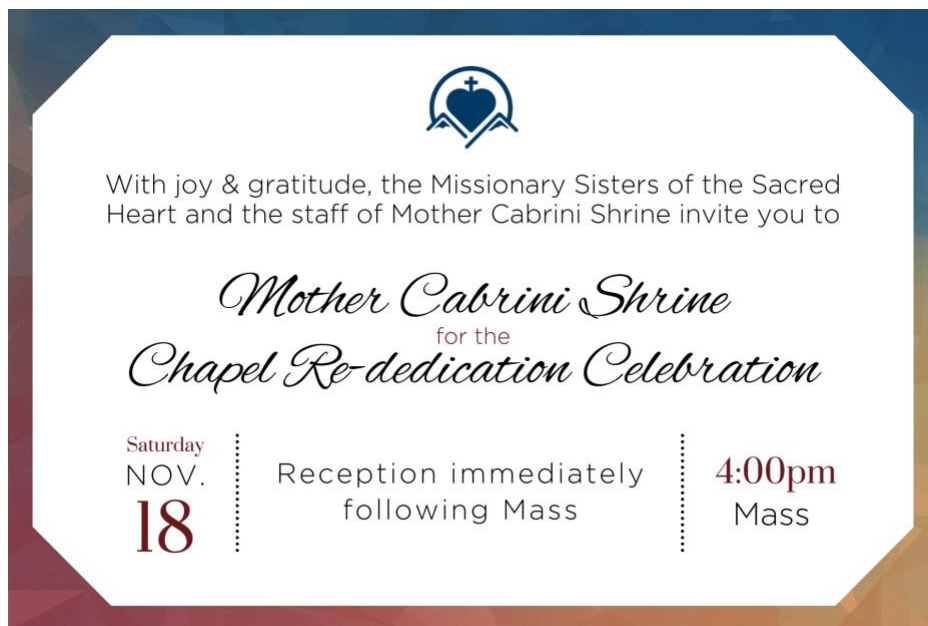 With joy & gratitude, the Missionary Sisters of the Sacred
Heart and the staff of Mother Cabrini Shrine invite you to
Mother Cabrini Shrine
for the
Chapel Re-dedication Celebration
Saturday
NOV.
18
Reception immediately
following Mass
4:00pm
Mass